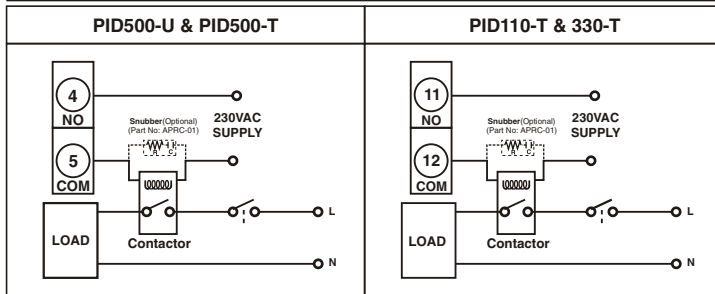 PID500-U & PID500-T
4
NO
Snubber(Optional)
(Part No: APRC-01)
R C
230VAC
SUPPLY
5
COM
LOAD
Contactor
L
N
PID110-T & 330-T
11
NO
Snubber(Optional)
(Part No: APRC-01)
R C
230VAC
SUPPLY
12
COM
LOAD
Contactor
L
N